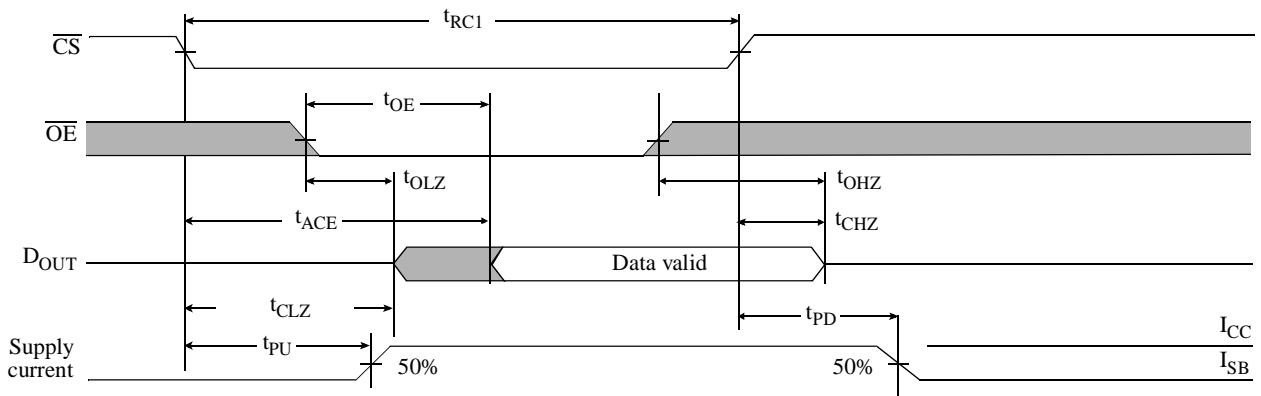 tRC1
CS
tOE
OE
tOLZ
tOHZ
tACE
tCHZ
DOUT
Data valid
tCLZ
tPD
ICC
tPU
Supply
current
50%
50%
ISB